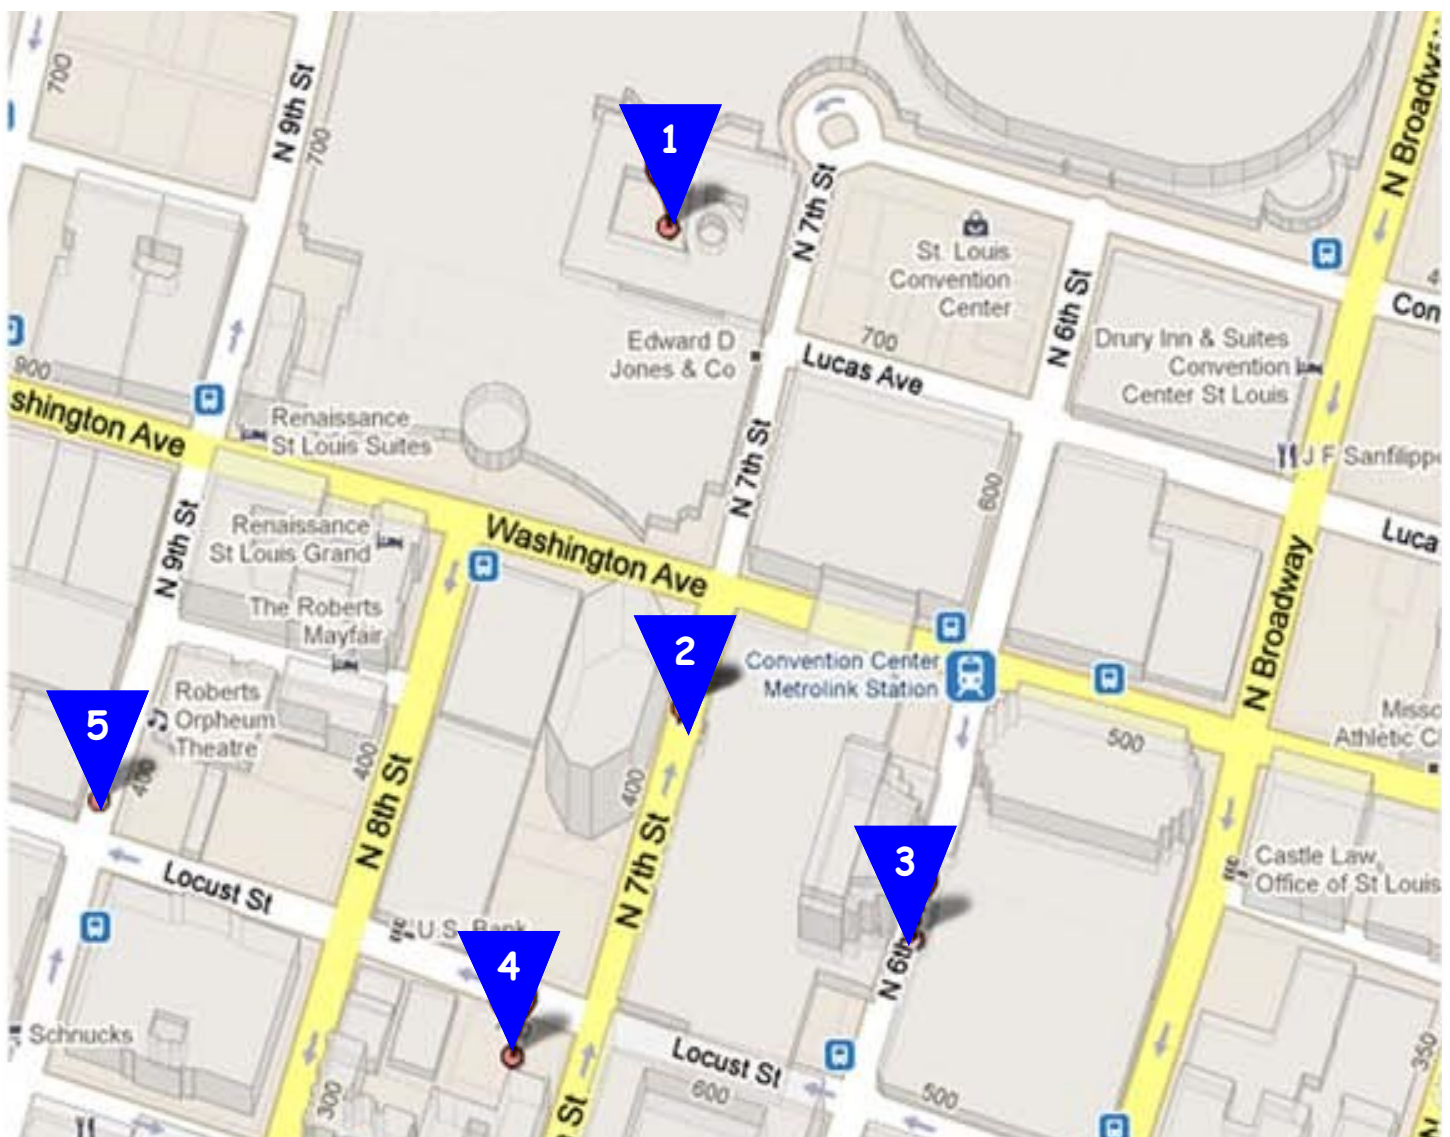 700
N 9th St
700
1
N 7th St
N Broadway
St. Louis
Convention
Center
N 6th St
Con
Edward D
Jones & Co
700
Lucas Ave
Drury Inn & Suites
Convention
Center St Louis
900
shington Ave
Renaissance
St Louis Suites
N 7th St
600
J F Sanfilippo
Luca
N 9th St
Renaissance
St Louis Grand
Washington Ave
The Roberts
Mayfair
N Broadway
2
Convention Center
Metrolink Station
5
Roberts
Orpheum
Theatre
400
400
N 8th St
400
500
Misso
Athletic C
N 7th St
3
Castle Law,
Office of St Louis
Locust St
U.S. Bank
4
N 6th
Schnucks
Locust St
600
500
300
350
St
N